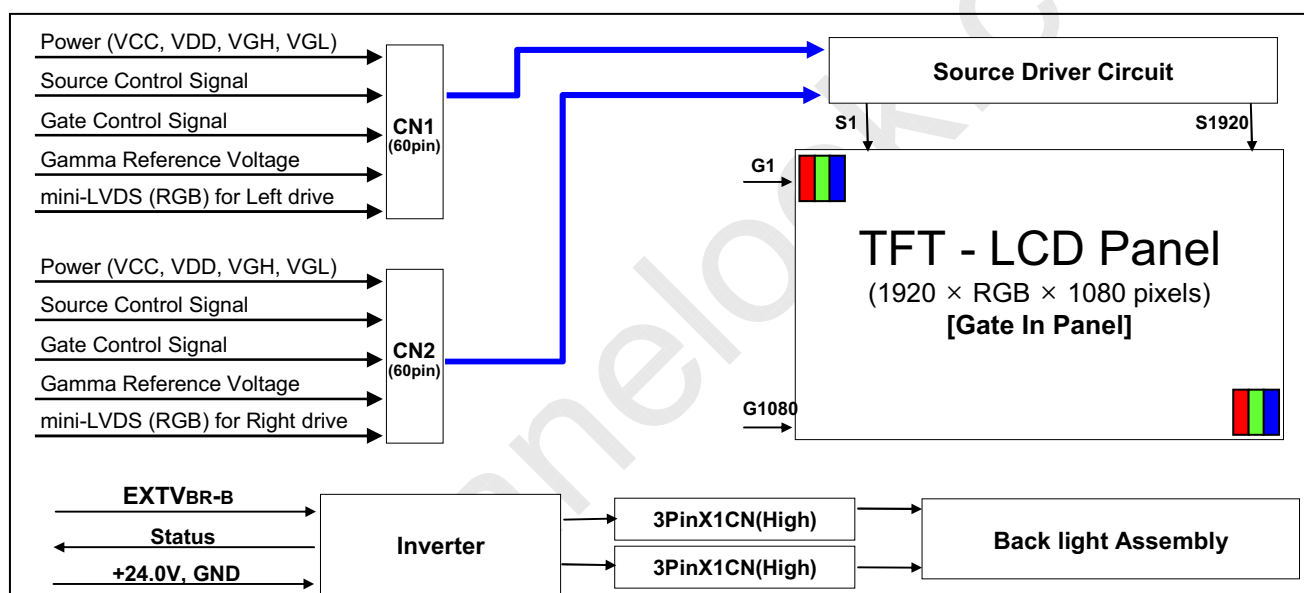 Power (VCC, VDD, VGH, VGL)
Source Control Signal
Gate Control Signal
Gamma Reference Voltage
mini-LVDS (RGB) for Left drive
CN1
(60pin)
Power (VCC, VDD, VGH, VGL)
Source Control Signal
Gate Control Signal
Gamma Reference Voltage
mini-LVDS (RGB) for Right drive
CN2
(60pin)
Source Driver Circuit
S1
S1920
G1
TFT - LCD Panel
(1920 × RGB × 1080 pixels)
[Gate In Panel]
G1080
EXTVBR-B
Status
+24.0V, GND
Inverter
3PinX1CN(High)
3PinX1CN(High)
Back light Assembly